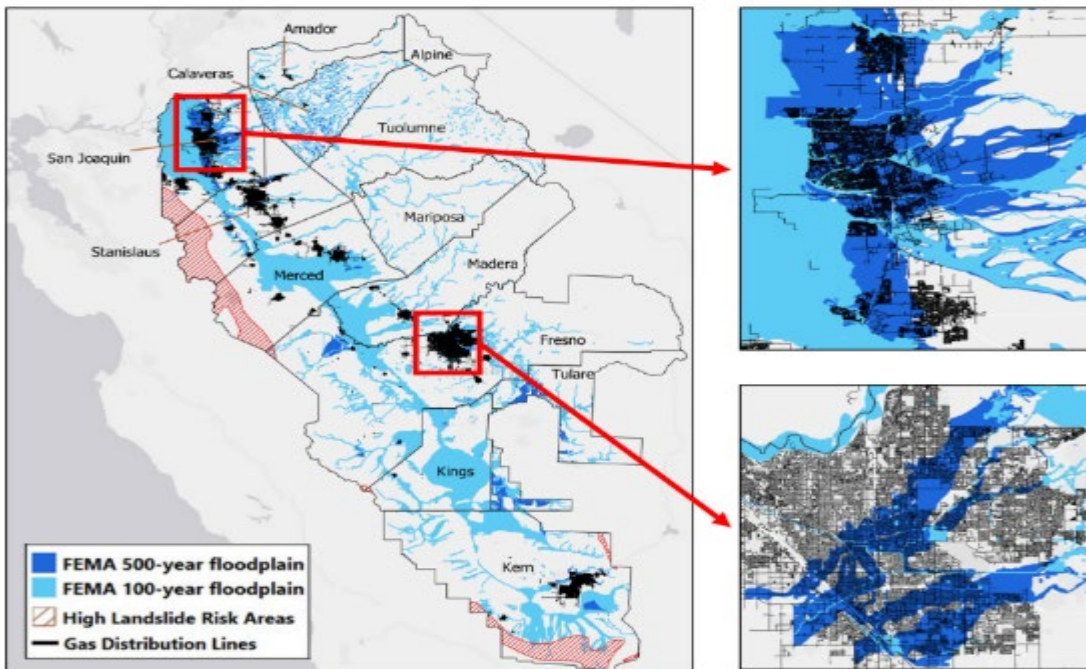 Amador
Alpine
Calaveras
Tuolumne
San Joaquin
Mariposa
Stanislaus
Merced
Madera
Fresno
Tulare
Kings
Kern
FEMA 500-year floodplain
FEMA 100-year floodplain
High Landslide Risk Areas
Gas Distribution Lines